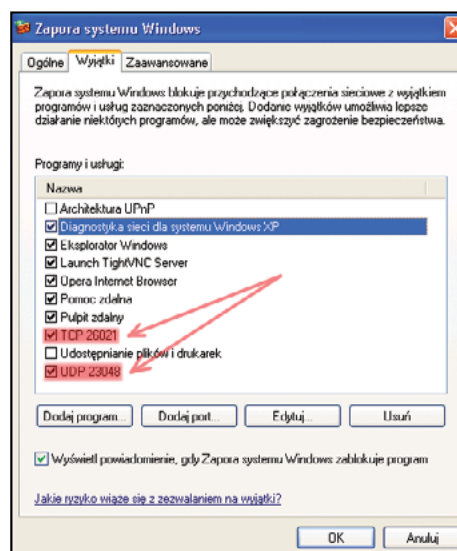 Zapora systemu Windows
Ogólne Wyjątki Zaawansowane
Zapora systemu Windows blokuje przychodzące połączenia sieciowe z wyjątkiem
programów i usług zaznaczonych poniżej. Dodanie wyjątków umożliwia lepsze
działanie niektórych programów, ale może zwiększyć zagrożenie bezpieczeństwa.
Programy i usługi:
Nazwa
Architektura UPnP
Diagnostyka sieci dla systemu Windows XP
Eksplorator Windows
Launch TightVNC Server
Opera Internet Browser
Pomoc zdalna
Pulpit zdalny
TCP 26021
Udostępnianie plików i drukarek
UDP 23048
Dodaj program... Dodaj port... Edytuj... Usuń
Wyświetl powiadomienie, gdy Zapora systemu Windows zablokuje program
Jakie ryzyko wiąże się z zezwalaniem na wyjątki?
OK Anuluj